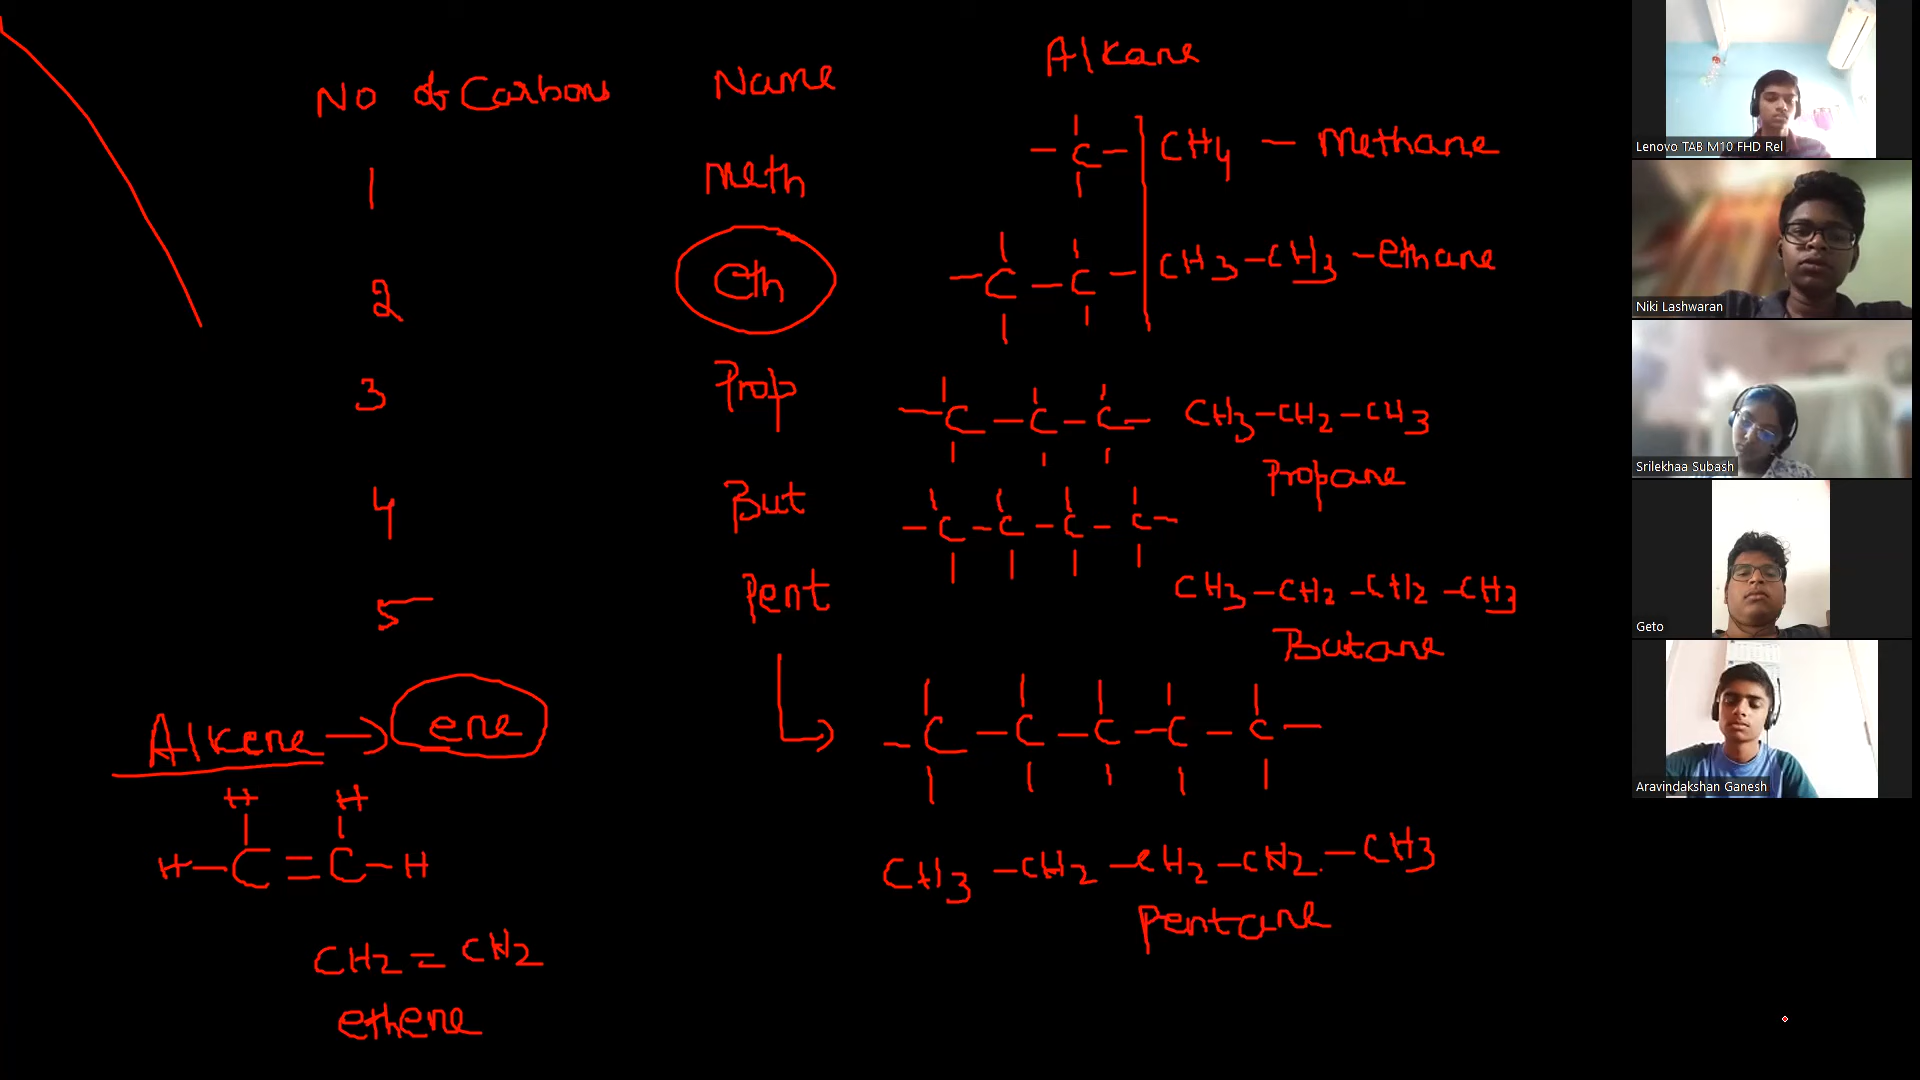 No of Carbons Name Alkane
1 Meth -C- CH4 - Methane
2 Eth -C-C- CH3-CH3 - ethane
3 Prop -C-C-C- CH3-CH2-CH3
Propane
4 But -C-C-C-C-
CH3-CH2-CH2-CH3
Butane
5 Pent
-C-C-C-C-C-
CH3-CH2-CH2-CH2-CH3
Pentane
Alkene → ene
H H
H-C=C-H
CH2=CH2
ethene
Lenovo TAB M10 FHD Rel
Niki Lashwaran
Srilekhaa Subash
Geto
Aravindakshan Ganesh